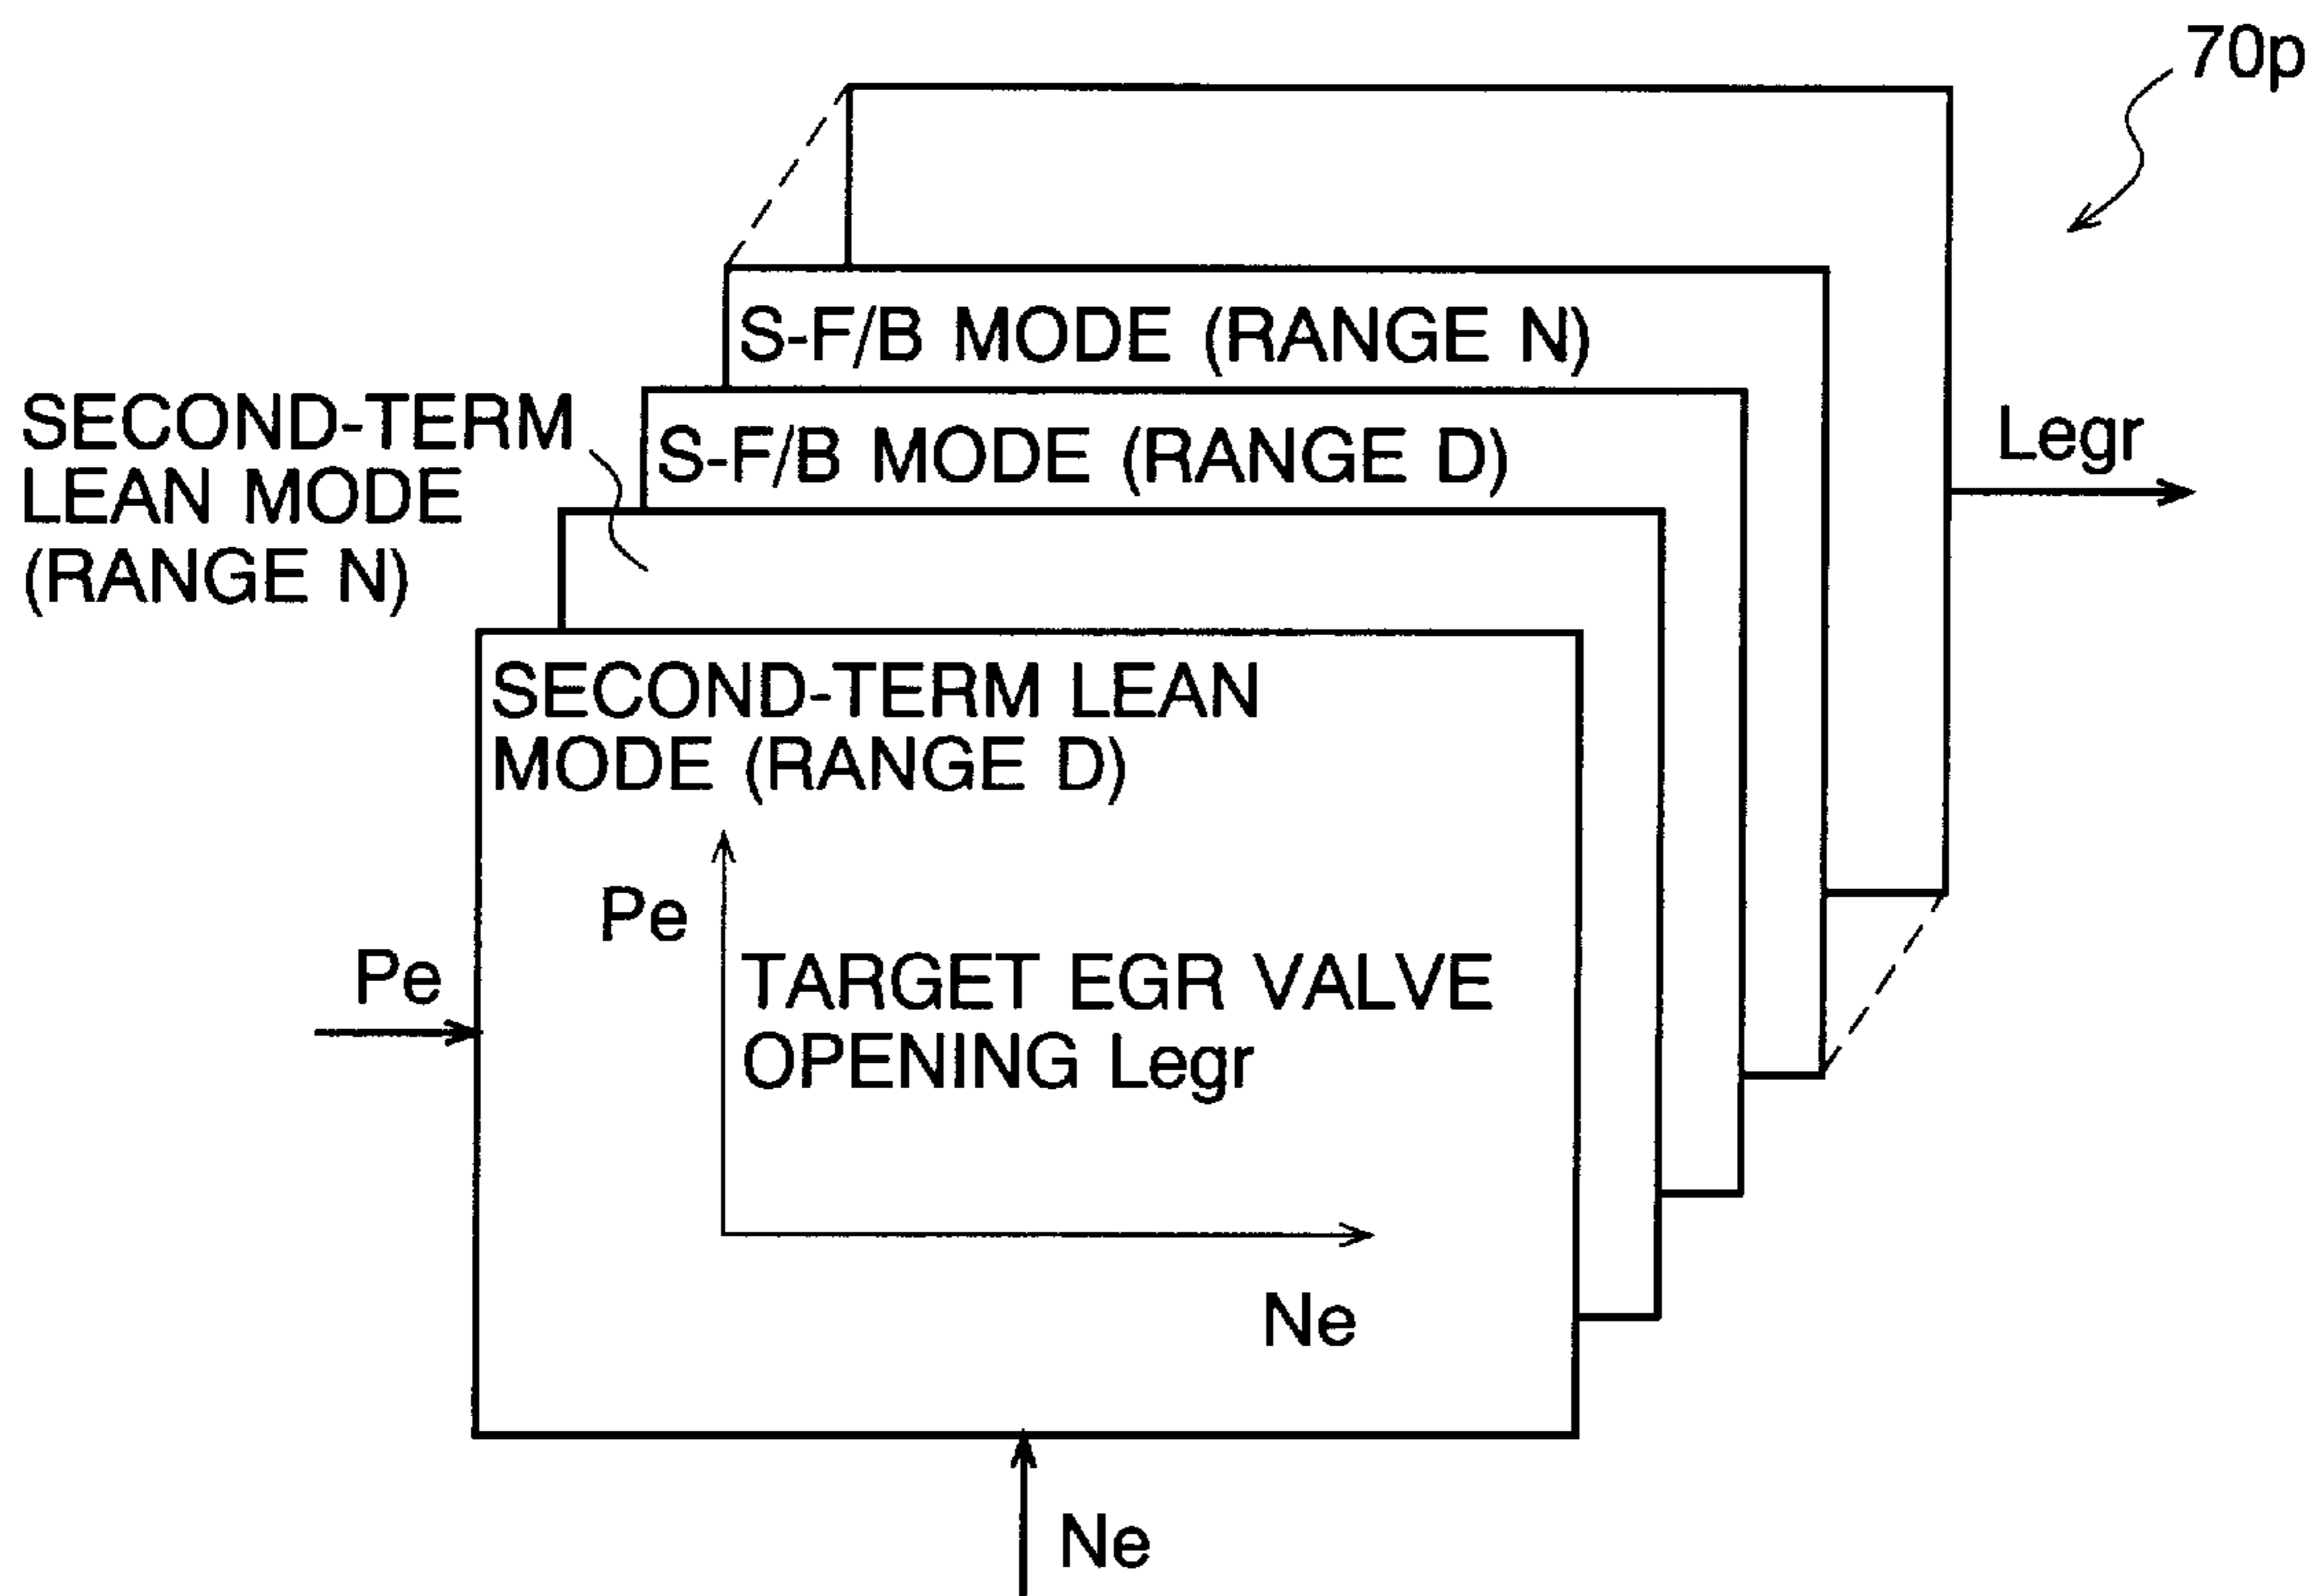 70p
S-F/B MODE (RANGE N)
SECOND-TERM
LEAN MODE
(RANGE N)
S-F/B MODE (RANGE D)
Legr
SECOND-TERM LEAN
MODE (RANGE D)
Pe
Pe
TARGET EGR VALVE
OPENING Legr
Ne
Ne